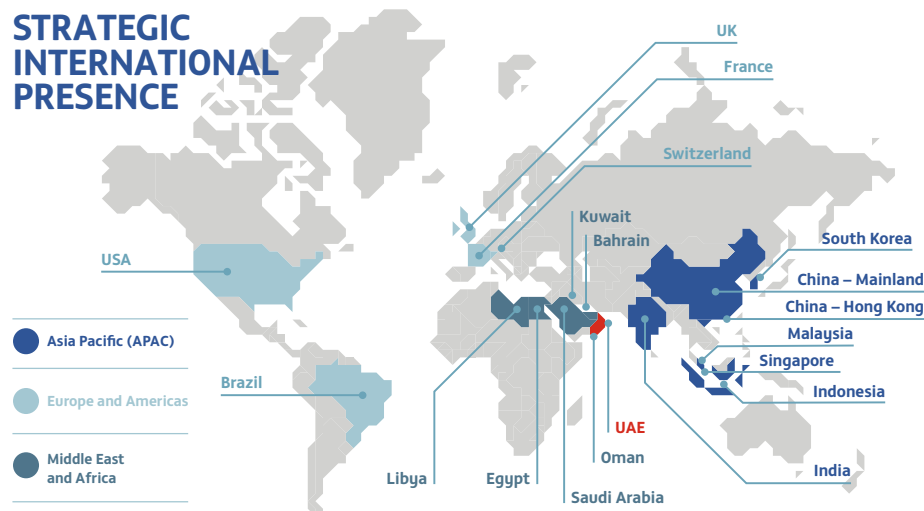 STRATEGIC
INTERNATIONAL
PRESENCE
UK
France
Switzerland
Kuwait
Bahrain
South Korea
USA
China – Mainland
China – Hong Kong
Asia Pacific (APAC)
Malaysia
Singapore
Brazil
Indonesia
Europe and Americas
UAE
Oman
Middle East
and Africa
Libya
Egypt
India
Saudi Arabia